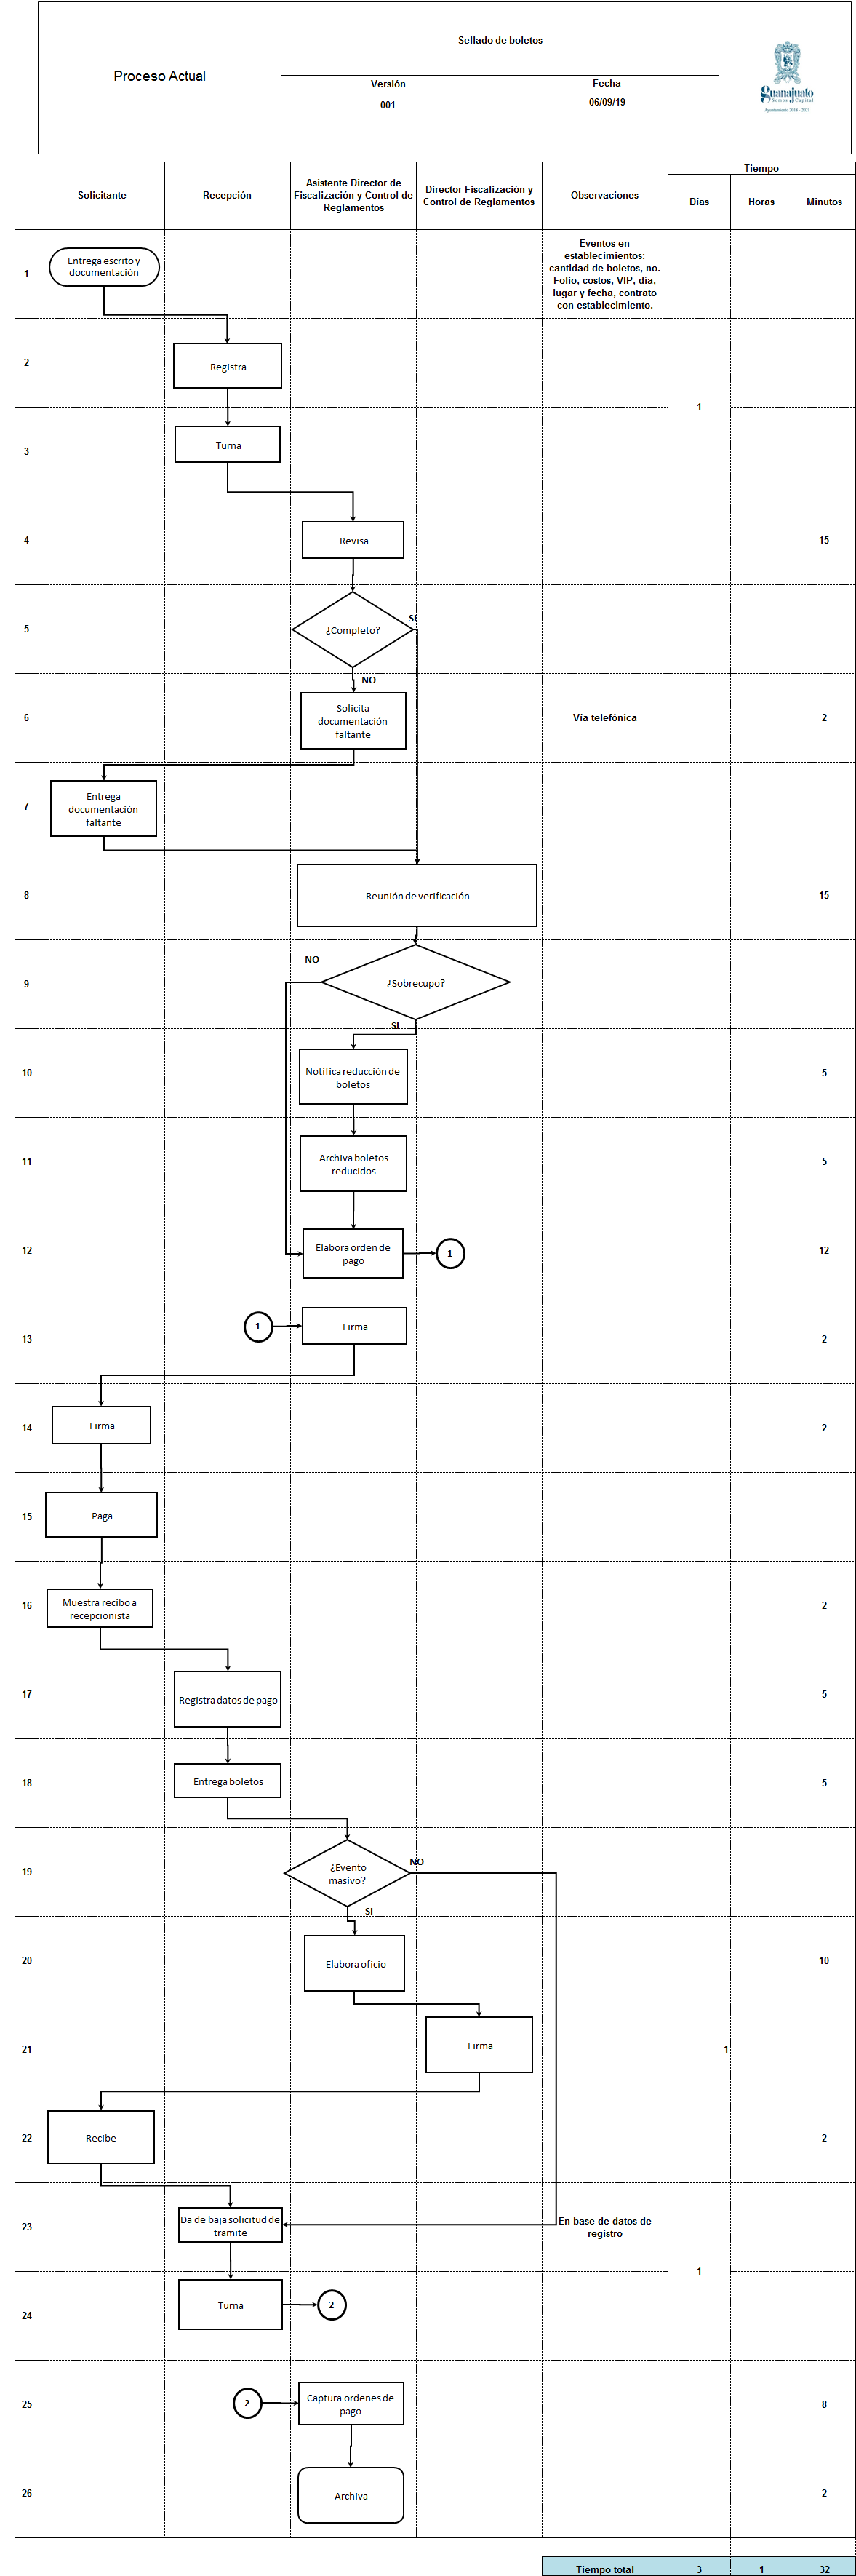 Proceso Actual
Sellado de boletos
Versión
001
Fecha
06/09/19
Guanajuato
Somos Capital
Ayuntamiento 2018 - 2021
Solicitante
Recepción
Asistente Director de
Fiscalización y Control de
Reglamentos
Director Fiscalización y
Control de Reglamentos
Observaciones
Tiempo
Días
Horas
Minutos
1
Entrega escrito y
documentación
Eventos en
establecimientos:
cantidad de boletos, no.
Folio, costos, VIP, día,
lugar y fecha, contrato
con establecimiento.
2
Registra
1
3
Turna
4
Revisa
15
5
¿Completo?
SI
NO
6
Solicita
documentación
faltante
Vía telefónica
2
7
Entrega
documentación
faltante
8
Reunión de verificación
15
9
NO
¿Sobrecupo?
SI
10
Notifica reducción de
boletos
5
11
Archiva boletos
reducidos
5
12
Elabora orden de
pago
1
12
13
1
Firma
2
14
Firma
2
15
Paga
16
Muestra recibo a
recepcionista
2
17
Registra datos de pago
5
18
Entrega boletos
5
19
¿Evento
masivo?
NO
SI
20
Elabora oficio
10
21
Firma
1
22
Recibe
2
23
Da de baja solicitud de
tramite
En base de datos de
registro
1
24
Turna
2
25
2
Captura ordenes de
pago
8
26
Archiva
2
Tiempo total
3
1
32